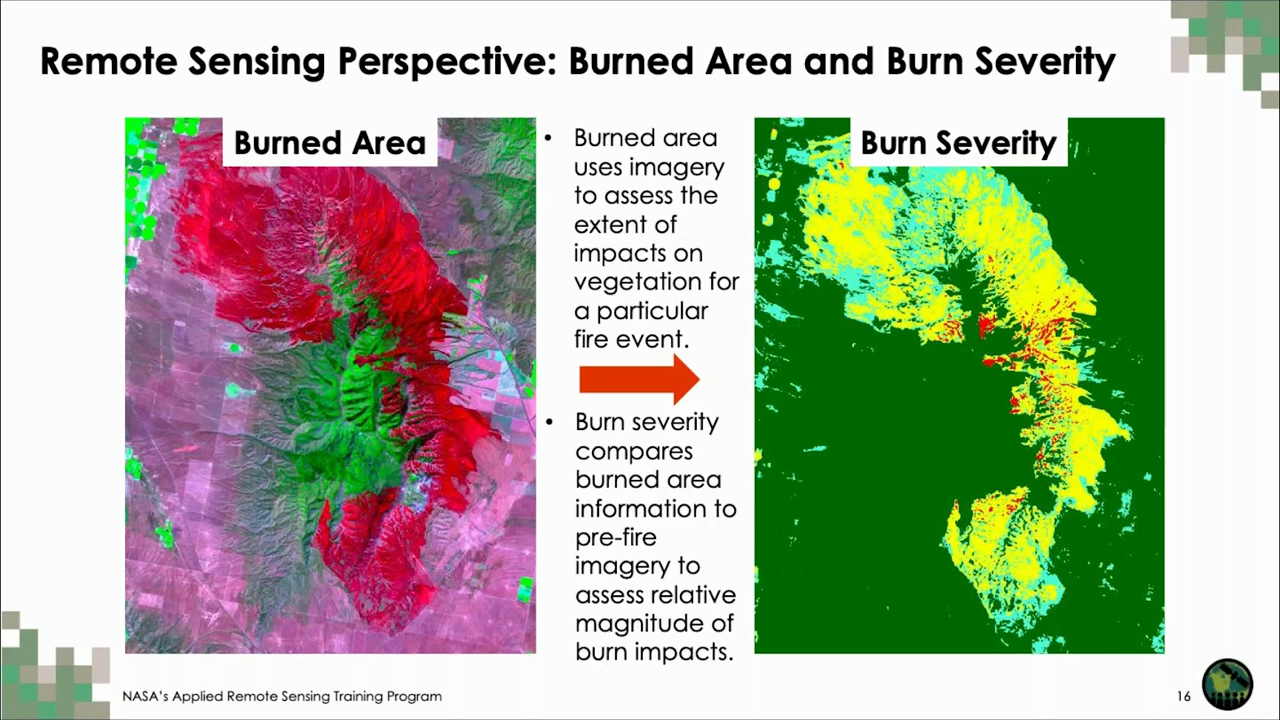 Remote Sensing Perspective: Burned Area and Burn Severity
Burned Area
• Burned area
uses imagery
to assess the
extent of
impacts on
vegetation for
a particular
fire event.
• Burn severity
compares
burned area
information to
pre-fire
imagery to
assess relative
magnitude of
burn impacts.
Burn Severity
NASA's Applied Remote Sensing Training Program
16